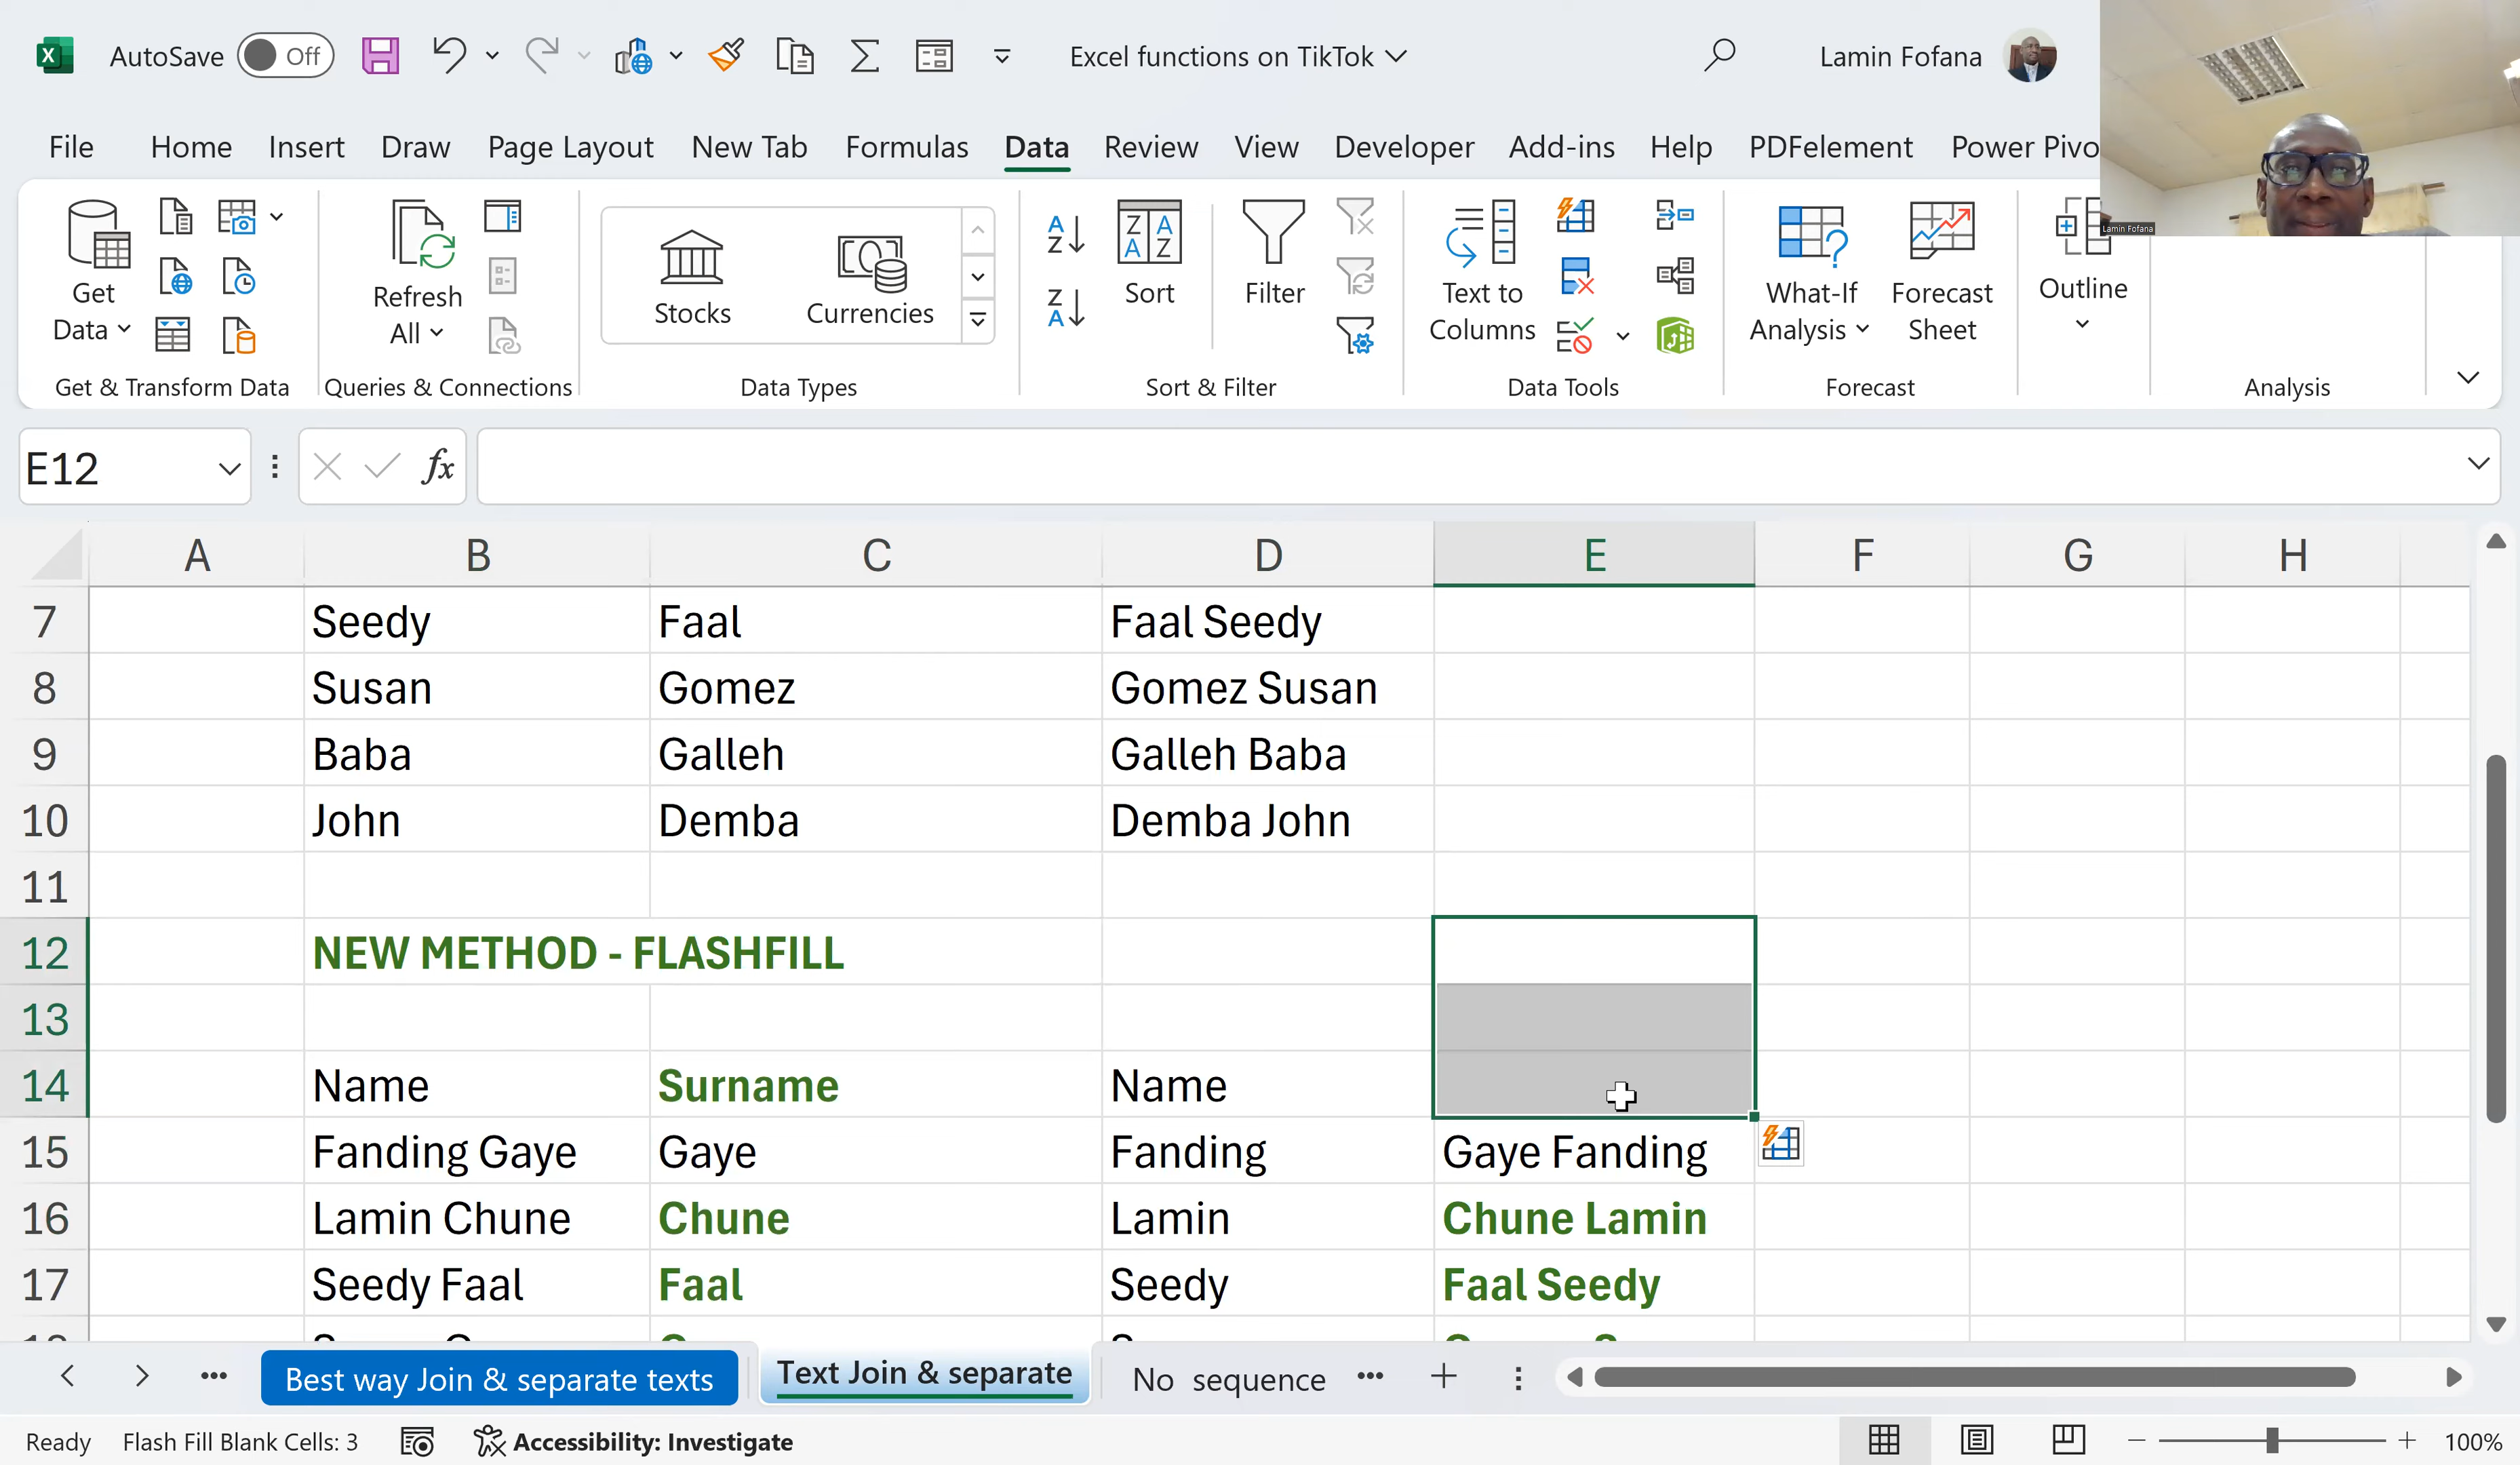 AutoSave Off Excel functions on TikTok Lamin Fofana
File Home Insert Draw Page Layout New Tab Formulas Data Review View Developer Add-ins Help PDFelement Power Pivo
Lamin Fofana
Get Data
Refresh All
Stocks
Currencies
Sort
Filter
Text to Columns
What-If Analysis
Forecast Sheet
Outline
Get & Transform Data Queries & Connections Data Types Sort & Filter Data Tools Forecast Analysis
E12 fx
A B C D E F G H
7 Seedy Faal Faal Seedy
8 Susan Gomez Gomez Susan
9 Baba Galleh Galleh Baba
10 John Demba Demba John
11
12 NEW METHOD - FLASHFILL
13
14 Name Surname Name
15 Fanding Gaye Gaye Fanding Gaye Fanding
16 Lamin Chune Chune Lamin Chune Lamin
17 Seedy Faal Faal Seedy Faal Seedy
Best way Join & separate texts Text Join & separate No sequence
Ready Flash Fill Blank Cells: 3 Accessibility: Investigate 100%